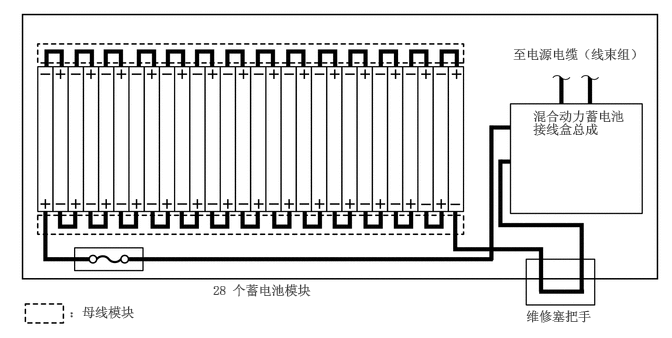 至电源电缆（线束组）
− + − + − + − + − + − + − + − + − + − + − + − + − + − +
混合动力蓄电池
接线盒总成
+ − + − + − + − + − + − + − + − + − + − + − + − + − + −
28 个蓄电池模块
：母线模块
维修塞把手